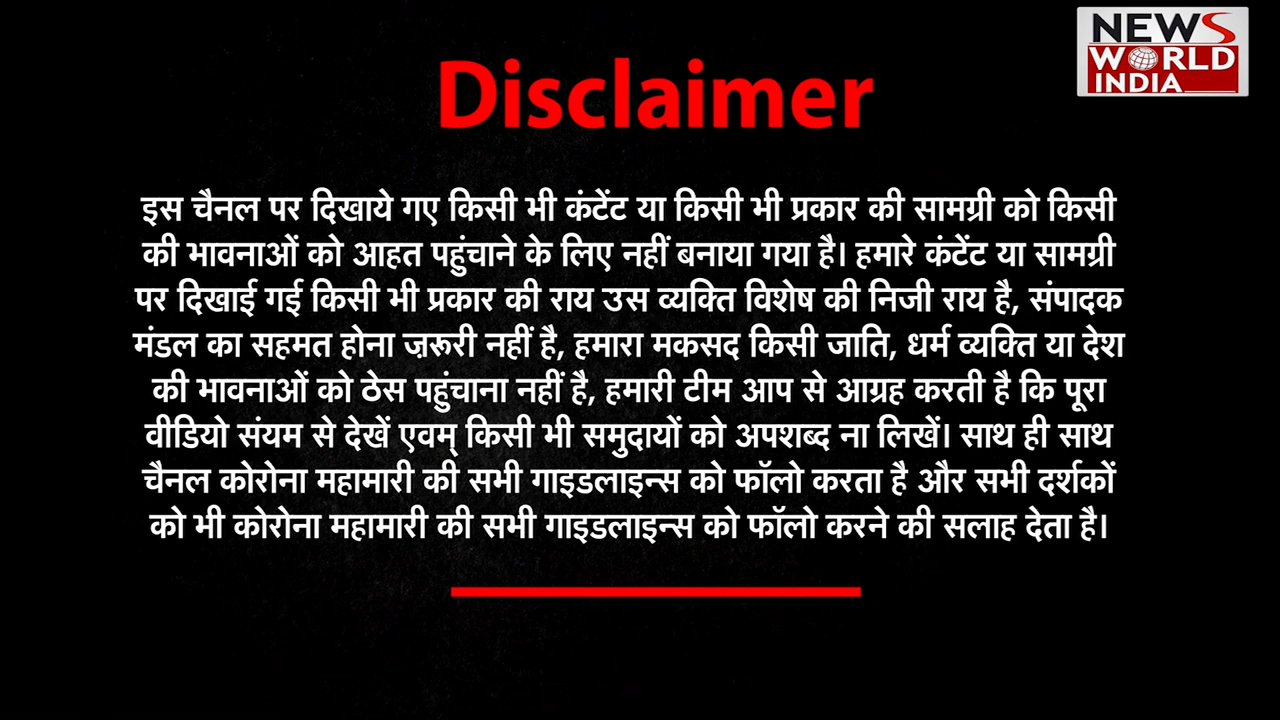 NEWS
WORLD
INDIA
Disclaimer
इस चैनल पर दिखाये गए किसी भी कंटेंट या किसी भी प्रकार की सामग्री को किसी
की भावनाओं को आहत पहुंचाने के लिए नहीं बनाया गया है। हमारे कंटेंट या सामग्री
पर दिखाई गई किसी भी प्रकार की राय उस व्यक्ति विशेष की निजी राय है, संपादक
मंडल का सहमत होना ज़रूरी नहीं है, हमारा मकसद किसी जाति, धर्म व्यक्ति या देश
की भावनाओं को ठेस पहुंचाना नहीं है, हमारी टीम आप से आग्रह करती है कि पूरा
वीडियो संयम से देखें एवम् किसी भी समुदायों को अपशब्द ना लिखें। साथ ही साथ
चैनल कोरोना महामारी की सभी गाइडलाइन्स को फॉलो करता है और सभी दर्शकों
को भी कोरोना महामारी की सभी गाइडलाइन्स को फॉलो करने की सलाह देता है।